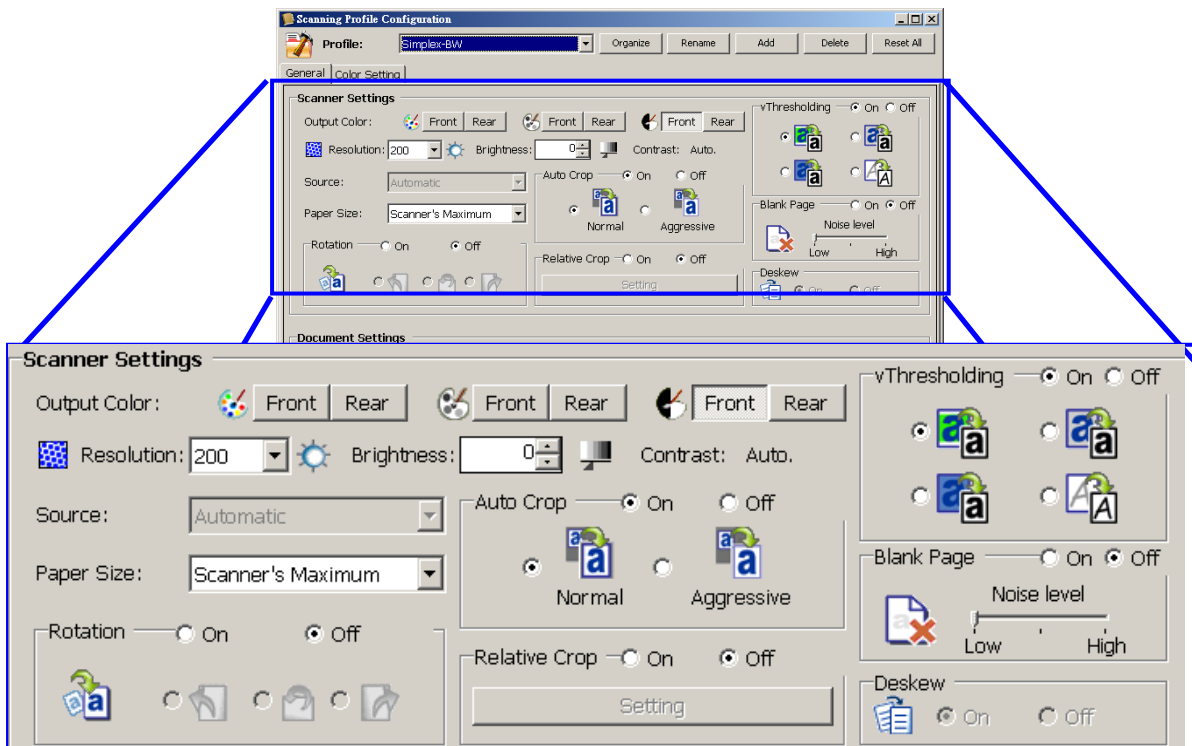 Scanning Profile Configuration
Profile: Simplex-BW Organize Rename Add Delete Reset All
General Color Setting
Scanner Settings
Output Color: Front Rear Front Rear Front Rear
Resolution: 200 Brightness: 0 Contrast: Auto.
Source: Automatic
Paper Size: Scanner's Maximum
Rotation On Off
Auto Crop On Off
Normal Aggressive
Relative Crop On Off
Setting
vThresholding On Off
Blank Page On Off
Noise level
Low High
Deskew
On Off
Document Settings
Scanner Settings
Output Color: Front Rear Front Rear Front Rear
Resolution: 200 Brightness: 0 Contrast: Auto.
Source: Automatic
Paper Size: Scanner's Maximum
Rotation On Off
Auto Crop On Off
Normal Aggressive
Relative Crop On Off
Setting
vThresholding On Off
Blank Page On Off
Noise level
Low High
Deskew
On Off